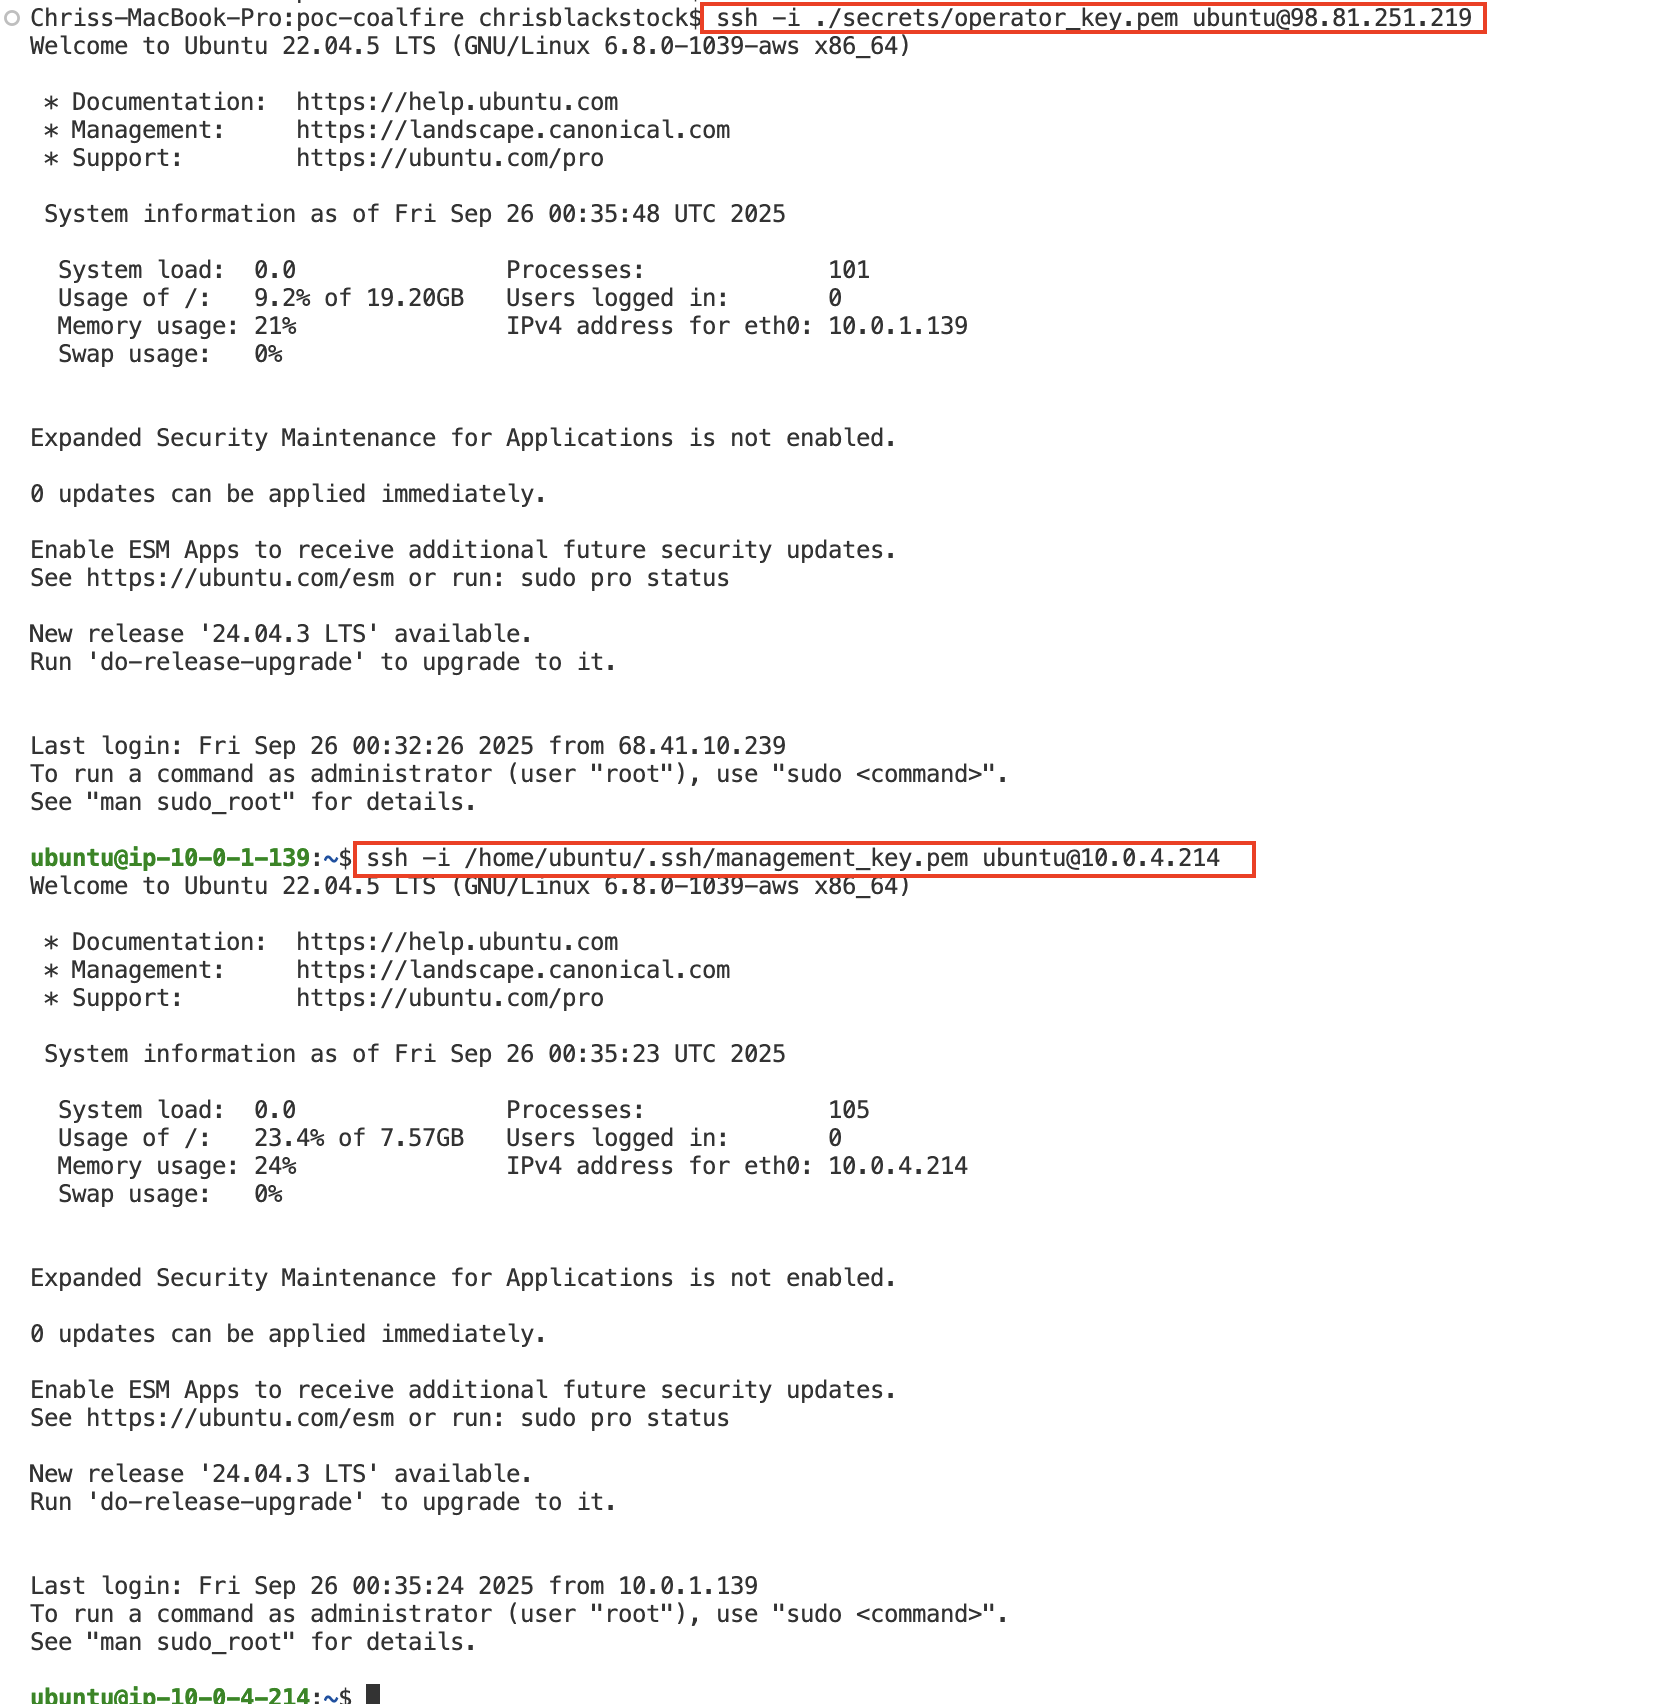 Chriss-MacBook-Pro:poc-coalfire chrisblackstock$ ssh -i ./secrets/operator_key.pem ubuntu@98.81.251.219
Welcome to Ubuntu 22.04.5 LTS (GNU/Linux 6.8.0-1039-aws x86_64)

 * Documentation:  https://help.ubuntu.com
 * Management:     https://landscape.canonical.com
 * Support:        https://ubuntu.com/pro

 System information as of Fri Sep 26 00:35:48 UTC 2025

  System load:  0.0               Processes:             101
  Usage of /:   9.2% of 19.20GB   Users logged in:       0
  Memory usage: 21%               IPv4 address for eth0: 10.0.1.139
  Swap usage:   0%

Expanded Security Maintenance for Applications is not enabled.

0 updates can be applied immediately.

Enable ESM Apps to receive additional future security updates.
See https://ubuntu.com/esm or run: sudo pro status

New release '24.04.3 LTS' available.
Run 'do-release-upgrade' to upgrade to it.

Last login: Fri Sep 26 00:32:26 2025 from 68.41.10.239
To run a command as administrator (user "root"), use "sudo <command>".
See "man sudo_root" for details.

ubuntu@ip-10-0-1-139:~$ ssh -i /home/ubuntu/.ssh/management_key.pem ubuntu@10.0.4.214
Welcome to Ubuntu 22.04.5 LTS (GNU/Linux 6.8.0-1039-aws x86_64)

 * Documentation:  https://help.ubuntu.com
 * Management:     https://landscape.canonical.com
 * Support:        https://ubuntu.com/pro

 System information as of Fri Sep 26 00:35:23 UTC 2025

  System load:  0.0               Processes:             105
  Usage of /:   23.4% of 7.57GB   Users logged in:       0
  Memory usage: 24%               IPv4 address for eth0: 10.0.4.214
  Swap usage:   0%

Expanded Security Maintenance for Applications is not enabled.

0 updates can be applied immediately.

Enable ESM Apps to receive additional future security updates.
See https://ubuntu.com/esm or run: sudo pro status

New release '24.04.3 LTS' available.
Run 'do-release-upgrade' to upgrade to it.

Last login: Fri Sep 26 00:35:24 2025 from 10.0.1.139
To run a command as administrator (user "root"), use "sudo <command>".
See "man sudo_root" for details.

ubuntu@ip-10-0-4-214:~$